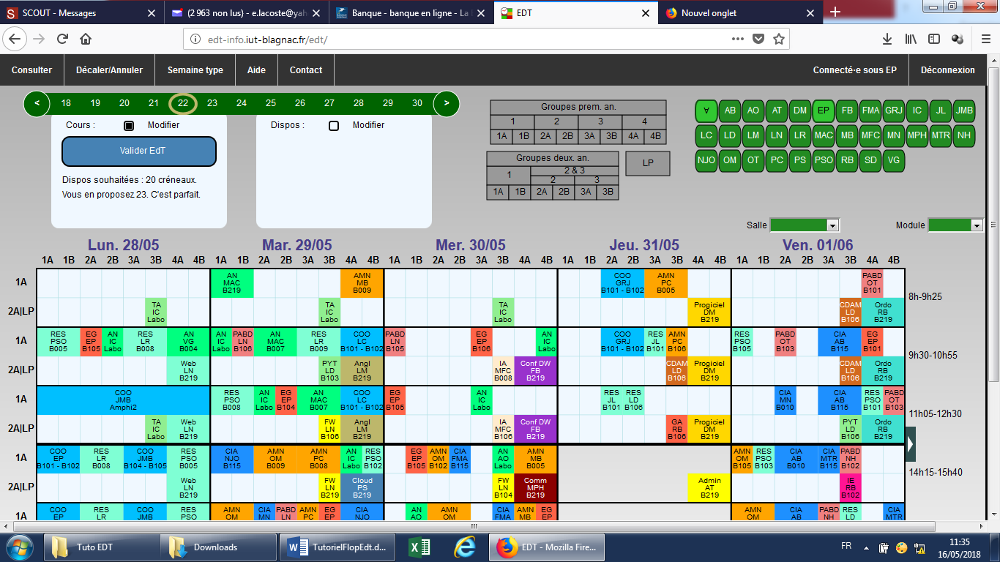 SCOUT - Messages
(2 963 non lus) - e.lacoste@yah
Banque - banque en ligne - La
EDT
Nouvel onglet
edt-info.iut-blagnac.fr/edt/
Consulter Décaler/Annuler Semaine type Aide Contact Connecté·e sous EP Déconnexion
< 18 19 20 21 22 23 24 25 26 27 28 29 30 >
Cours : Modifier
Valider EdT
Dispos souhaitées : 20 créneaux.
Vous en proposez 23. C'est parfait.
Dispos : Modifier
Groupes prem. an.
1 2 3 4
1A 1B 2A 2B 3A 3B 4A 4B
Groupes deux. an.
1 2 & 3
2 3
1A 1B 2A 2B 3A 3B
LP
∀ AB AO AT DM EP FB FMA GRJ IC JL JMB
LC LD LM LN LR MAC MB MFC MN MPH MTR NH
NJO OM OT PC PS PSO RB SD VG
Salle Module
Lun. 28/05 Mar. 29/05 Mer. 30/05 Jeu. 31/05 Ven. 01/06
1A 1B 2A 2B 3A 3B 4A 4B 1A 1B 2A 2B 3A 3B 4A 4B 1A 1B 2A 2B 3A 3B 4A 4B 1A 1B 2A 2B 3A 3B 4A 4B 1A 1B 2A 2B 3A 3B 4A 4B
1A
AN MAC B219
AMN MB B009
COO GRJ B101 - B102
AMN PC B005
PABD OT B101
8h-9h25
2A|LP
TA IC Labo
TA IC Labo
TA IC Labo
Progiciel DM B219
CDAM LD B106
Ordo RB B219
1A
RES PSO B005
EG EP B105
AN IC Labo
RES LR B008
AN VG B004
AN IC Labo
PABD LN B106
AN MAC B007
RES LR B009
COO LC B101 - B102
PABD LN B105
EG EP B106
AN IC Labo
COO GRJ B101 - B102
RES JL B101
AMN PC B106
RES PSO B105
PABD OT B103
CIA AB B115
EG EP B101
9h30-10h55
2A|LP
Web LN B219
PYT LD B103
Angl LM B219
IA MFC B008
Conf DW FB B219
CDAM LD B106
Progiciel DM B219
CDAM LD B106
Ordo RB B219
1A
COO JMB Amphi2
RES PSO B008
AN IC Labo
EG EP B104
AN MAC B007
COO LC B101 - B102
EG EP B105
AN IC Labo
RES JL B101
RES LD B106
CIA MN B010
CIA AB B115
RES PSO B101
PABD OT B103
11h05-12h30
2A|LP
TA IC Labo
Web LN B219
FW LN B106
Angl LM B219
IA MFC B106
Conf DW FB B219
GA RB B106
Progiciel DM B219
PYT LD B106
Ordo RB B219
1A
COO EP B101 - B102
RES LR B008
COO JMB B104 - B105
RES PSO B005
CIA NJO B115
AMN OM B009
AMN PC B008
AN IC Labo
RES PSO B102
EG EP B105
AMN OM B102
CIA FMA B115
AN AO Labo
AMN MB B005
AMN OM B105
RES PSO B103
CIA AB B010
CIA MTR B115
PABD NH B102
14h15-15h40
2A|LP
Web LN B219
FW LN B219
Cloud PS B219
FW LN B104
Comm MPH B219
Admin AT B219
IE RB B102
1A
COO EP
RES LR
COO JMB
RES PSO
AMN OM
CIA MN
PABD LN
AMN PC
EG EP
CIA NJO
AN AO
AMN OM
CIA FMA
AMN MB
EG EP
AMN OM
CIA AB
PABD NH
RES LD
CIA MTR
Tuto EDT
Downloads
TutorielFlopEdt.d...
EDT - Mozilla Fire...
FR
11:35
16/05/2018